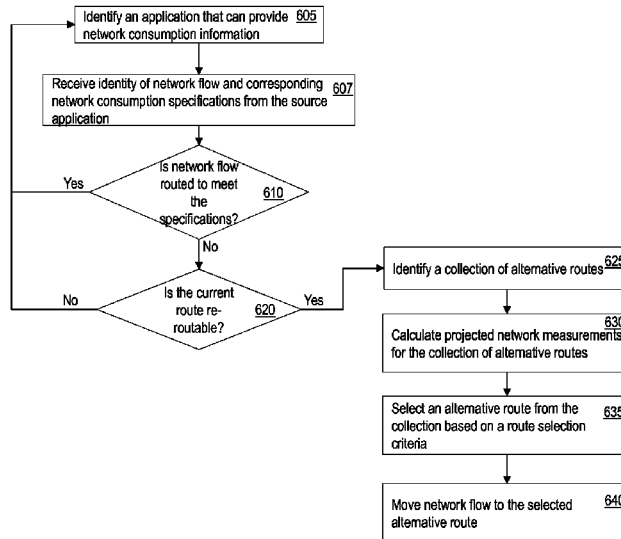 Identify an application that can provide 605
network consumption information
Receive identity of network flow and corresponding
network consumption specifications from the source 607
application
Is network flow
routed to meet
the
specifications?
610
Yes
No
Is the current
route re-
routable?
620
No
Yes
625
Identify a collection of alternative routes
630
Calculate projected network measurements
for the collection of alternative routes
Select an alternative route from the
collection based on a route selection 635
criteria
Move network flow to the selected
alternative route 640